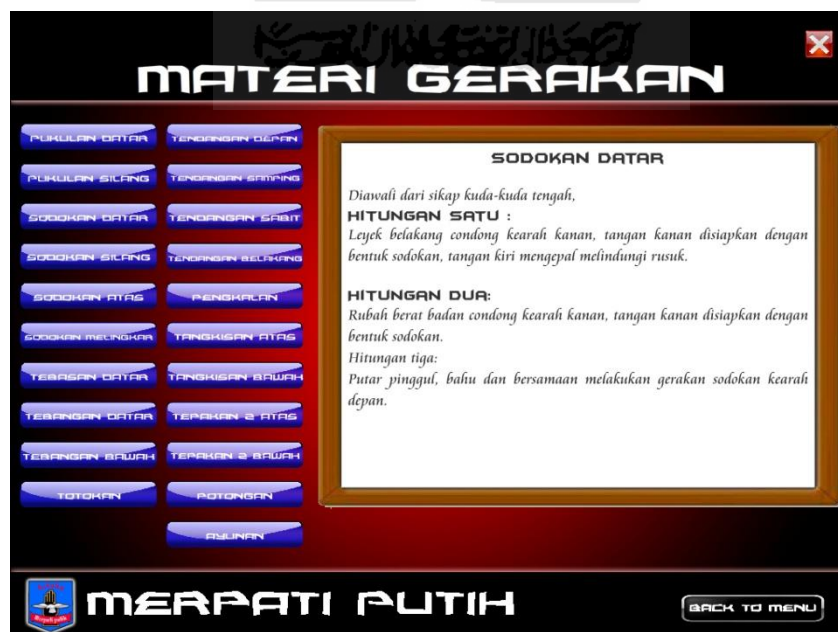 MATERI GERAKAN
PUKULAN DATAR
TENDANGAN DEPAN
PUKULAN SILANG
TENDANGAN SAMPING
SODOKAN DATAR
TENDANGAN SABIT
SODOKAN SILANG
TENDANGAN BELAKANG
SODOKAN ATAS
PENGKALAN
SODOKAN MELINGKAR
TANGKISAN ATAS
TEBASAN DATAR
TANGKISAN BAWAH
TEBANGAN DATAR
TEPAKAN 2 ATAS
TEBANGAN BAWAH
TEPAKAN 2 BAWAH
TOTOKAN
POTONGAN
AYUNAN
SODOKAN DATAR
Diawali dari sikap kuda-kuda tengah,
HITUNGAN SATU :
Leyek belakang condong kearah kanan, tangan kanan disiapkan dengan
bentuk sodokan, tangan kiri mengepal melindungi rusuk.
HITUNGAN DUA:
Rubah berat badan condong kearah kanan, tangan kanan disiapkan dengan
bentuk sodokan.
Hitungan tiga:
Putar pinggul, bahu dan bersamaan melakukan gerakan sodokan kearah
depan.
MERPATI PUTIH
BACK TO MENU